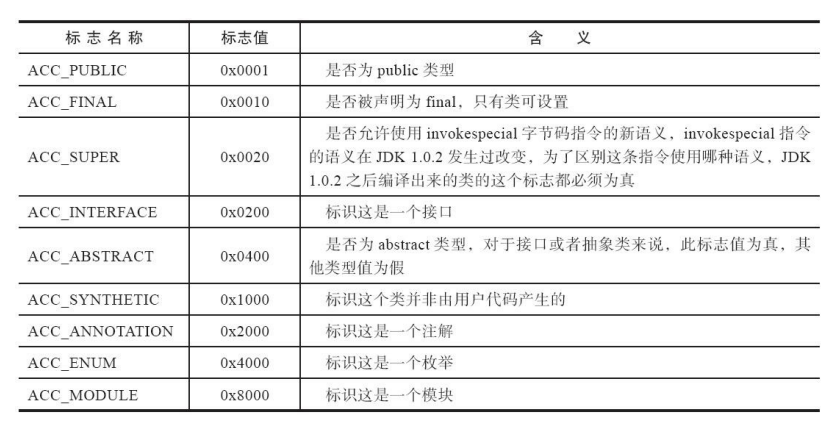 标志名称 标志值 含义
ACC_PUBLIC 0x0001 是否为 public 类型
ACC_FINAL 0x0010 是否被声明为 final，只有类可设置
ACC_SUPER 0x0020 是否允许使用 invokespecial 字节码指令的新语义，invokespecial 指令
的语义在 JDK 1.0.2 发生过改变，为了区别这条指令使用哪种语义，JDK
1.0.2 之后编译出来的类的这个标志都必须为真
ACC_INTERFACE 0x0200 标识这是一个接口
ACC_ABSTRACT 0x0400 是否为 abstract 类型，对于接口或者抽象类来说，此标志值为真，其
他类型值为假
ACC_SYNTHETIC 0x1000 标识这个类并非由用户代码产生的
ACC_ANNOTATION 0x2000 标识这是一个注解
ACC_ENUM 0x4000 标识这是一个枚举
ACC_MODULE 0x8000 标识这是一个模块